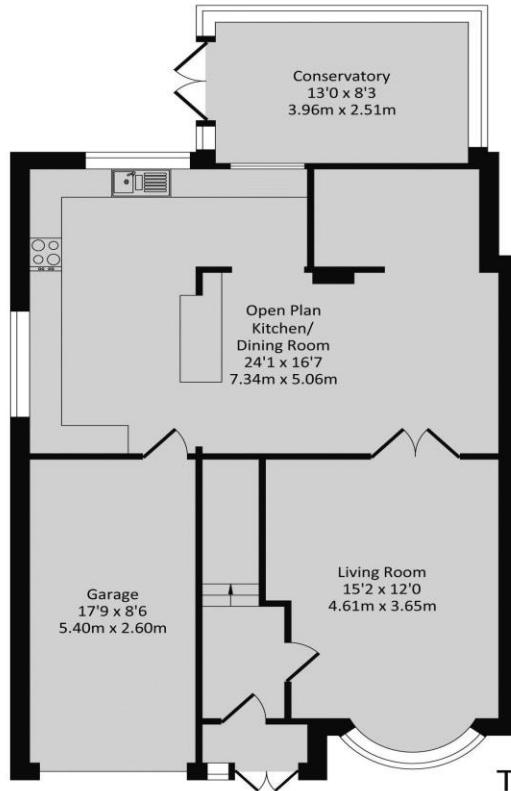 Conservatory
13'0 x 8'3
3.96m x 2.51m
Open Plan
Kitchen/
Dining Room
24'1 x 16'7
7.34m x 5.06m
Garage
17'9 x 8'6
5.40m x 2.60m
Living Room
15'2 x 12'0
4.61m x 3.65m
T